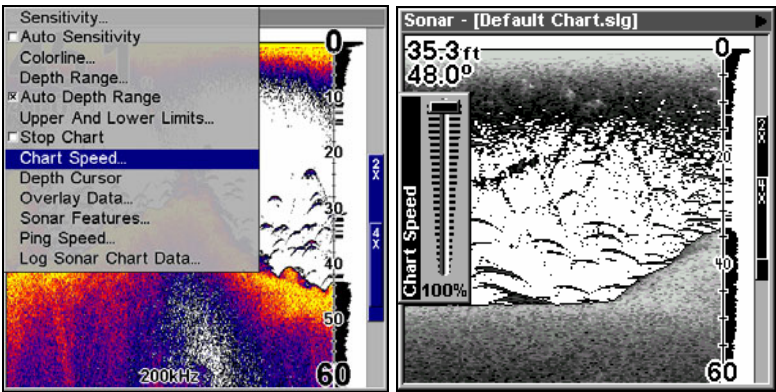 Sensitivity...
Auto Sensitivity
Colorline...
Depth Range...
Auto Depth Range
Upper And Lower Limits...
Stop Chart
Chart Speed...
Depth Cursor
Overlay Data...
Sonar Features...
Ping Speed...
Log Sonar Chart Data...
0
10
20
30
40
50
60
2X
4X
200kHz
Sonar - [Default Chart.slg]
35.3ft
48.0º
Chart Speed
100%
0
20
40
60
2X
4X